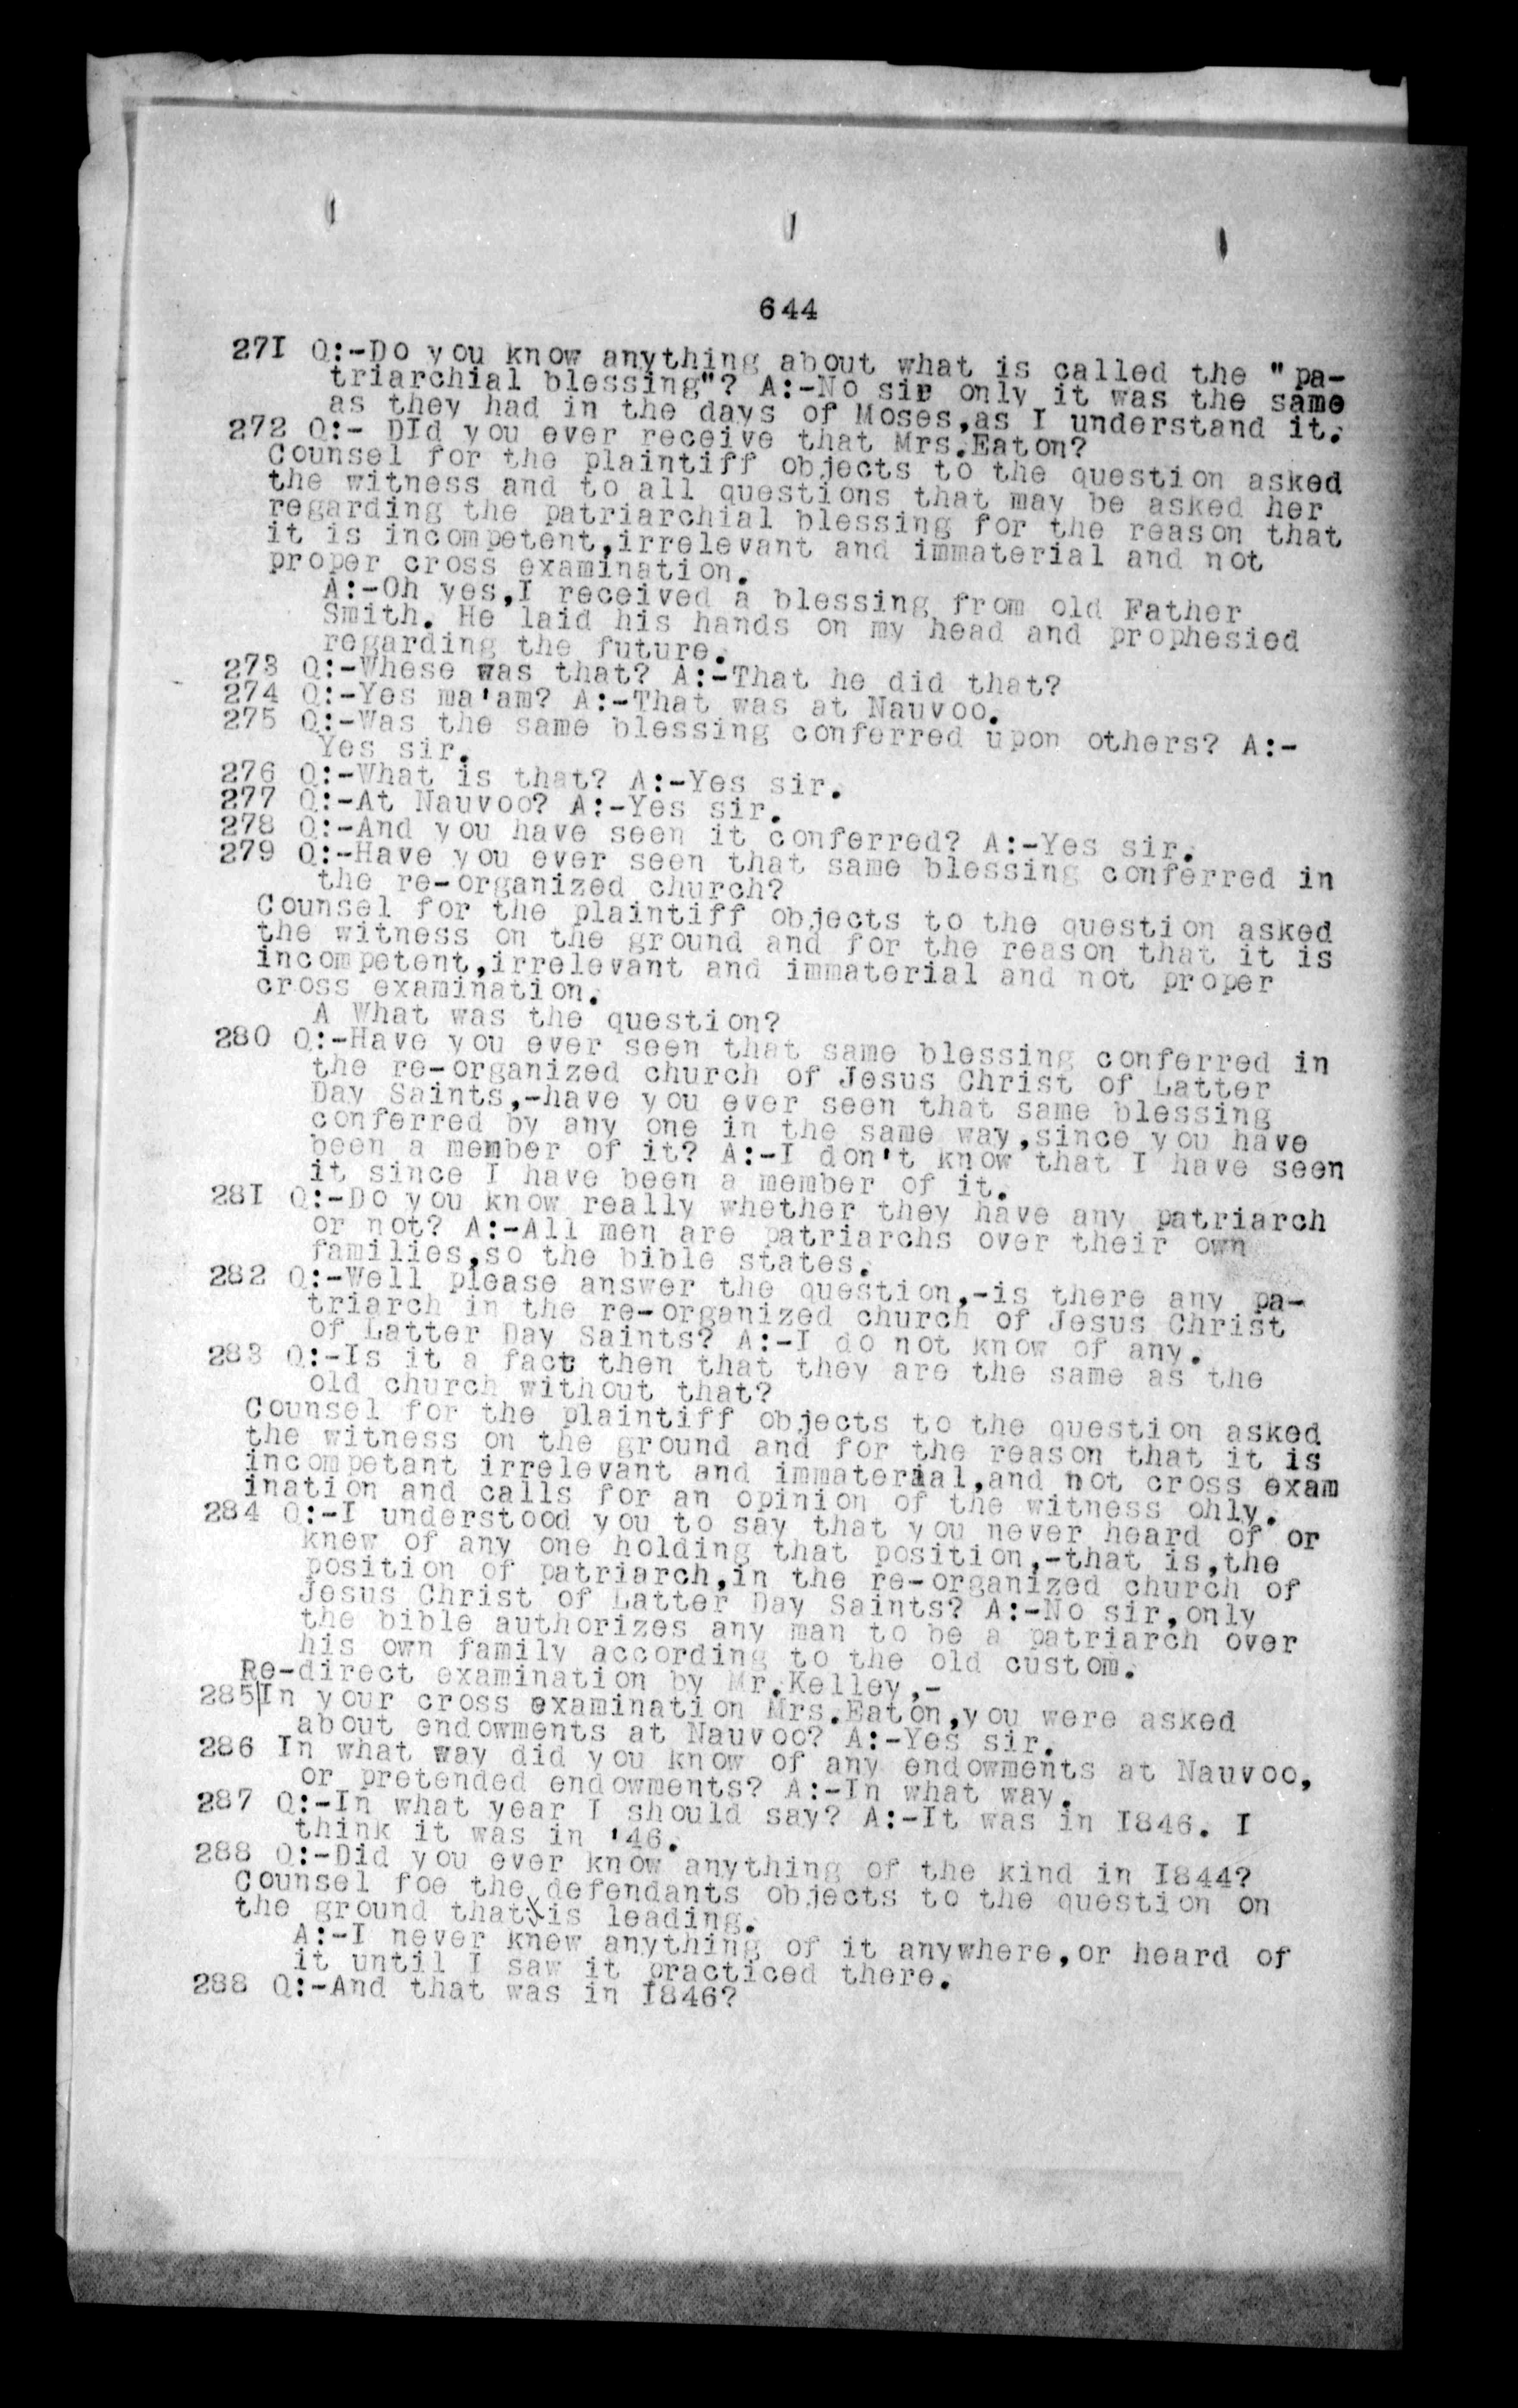 644
271 Q:-Do you know anything about what is called the "pa-
triarchial blessing"? A:-No sir only it was the same
as they had in the days of Moses,as I understand it.
272 Q:- DId you ever receive that Mrs.Eaton?
Counsel for the plaintiff objects to the question asked
the witness and to all questions that may be asked her
regarding the patriarchial blessing for the reason that
it is incompetent,irrelevant and immaterial and not
proper cross examination.
A:-Oh yes,I received a blessing from old Father
Smith. He laid his hands on my head and prophesied
regarding the future.
273 Q:-Whese was that? A:-That he did that?
274 Q:-Yes ma'am? A:-That was at Nauvoo.
275 Q:-Was the same blessing conferred upon others? A:-
Yes sir.
276 Q:-What is that? A:-Yes sir.
277 Q:-At Nauvoo? A:-Yes sir.
278 Q:-And you have seen it conferred? A:-Yes sir.
279 Q:-Have you ever seen that same blessing conferred in
the re-organized church?
Counsel for the plaintiff objects to the question asked
the witness on the ground and for the reason that it is
incompetent,irrelevant and immaterial and not proper
cross examination.
A What was the question?
280 Q:-Have you ever seen that same blessing conferred in
the re-organized church of Jesus Christ of Latter
Day Saints,-have you ever seen that same blessing
conferred by any one in the same way,since you have
been a member of it? A:-I don't know that I have seen
it since I have been a member of it.
281 Q:-Do you know really whether they have any patriarch
or not? A:-All men are patriarchs over their own
families,so the bible states.
282 Q:-Well please answer the question,-is there any pa-
triarch in the re-organized church of Jesus Christ
of Latter Day Saints? A:-I do not know of any.
283 Q:-Is it a fact then that they are the same as the
old church without that?
Counsel for the plaintiff objects to the question asked
the witness on the ground and for the reason that it is
incompetant irrelevant and immaterial,and not cross exam
ination and calls for an opinion of the witness only.
284 Q:-I understood you to say that you never heard of or
knew of any one holding that position,-that is,the
position of patriarch,in the re-organized church of
Jesus Christ of Latter Day Saints? A:-No sir,only
the bible authorizes any man to be a patriarch over
his own family according to the old custom.
Re-direct examination by Mr.Kelley,-
285|In your cross examination Mrs.Eaton,you were asked
about endowments at Nauvoo? A:-Yes sir.
286 In what way did you know of any endowments at Nauvoo,
or pretended endowments? A:-In what way.
287 Q:-In what year I should say? A:-It was in I846. I
think it was in '46.
288 Q:-Did you ever know anything of the kind in I844?
Counsel foe the defendants objects to the question on
the ground that is leading.
A:-I never knew anything of it anywhere,or heard of
it until I saw it practiced there.
288 Q:-And that was in I846?